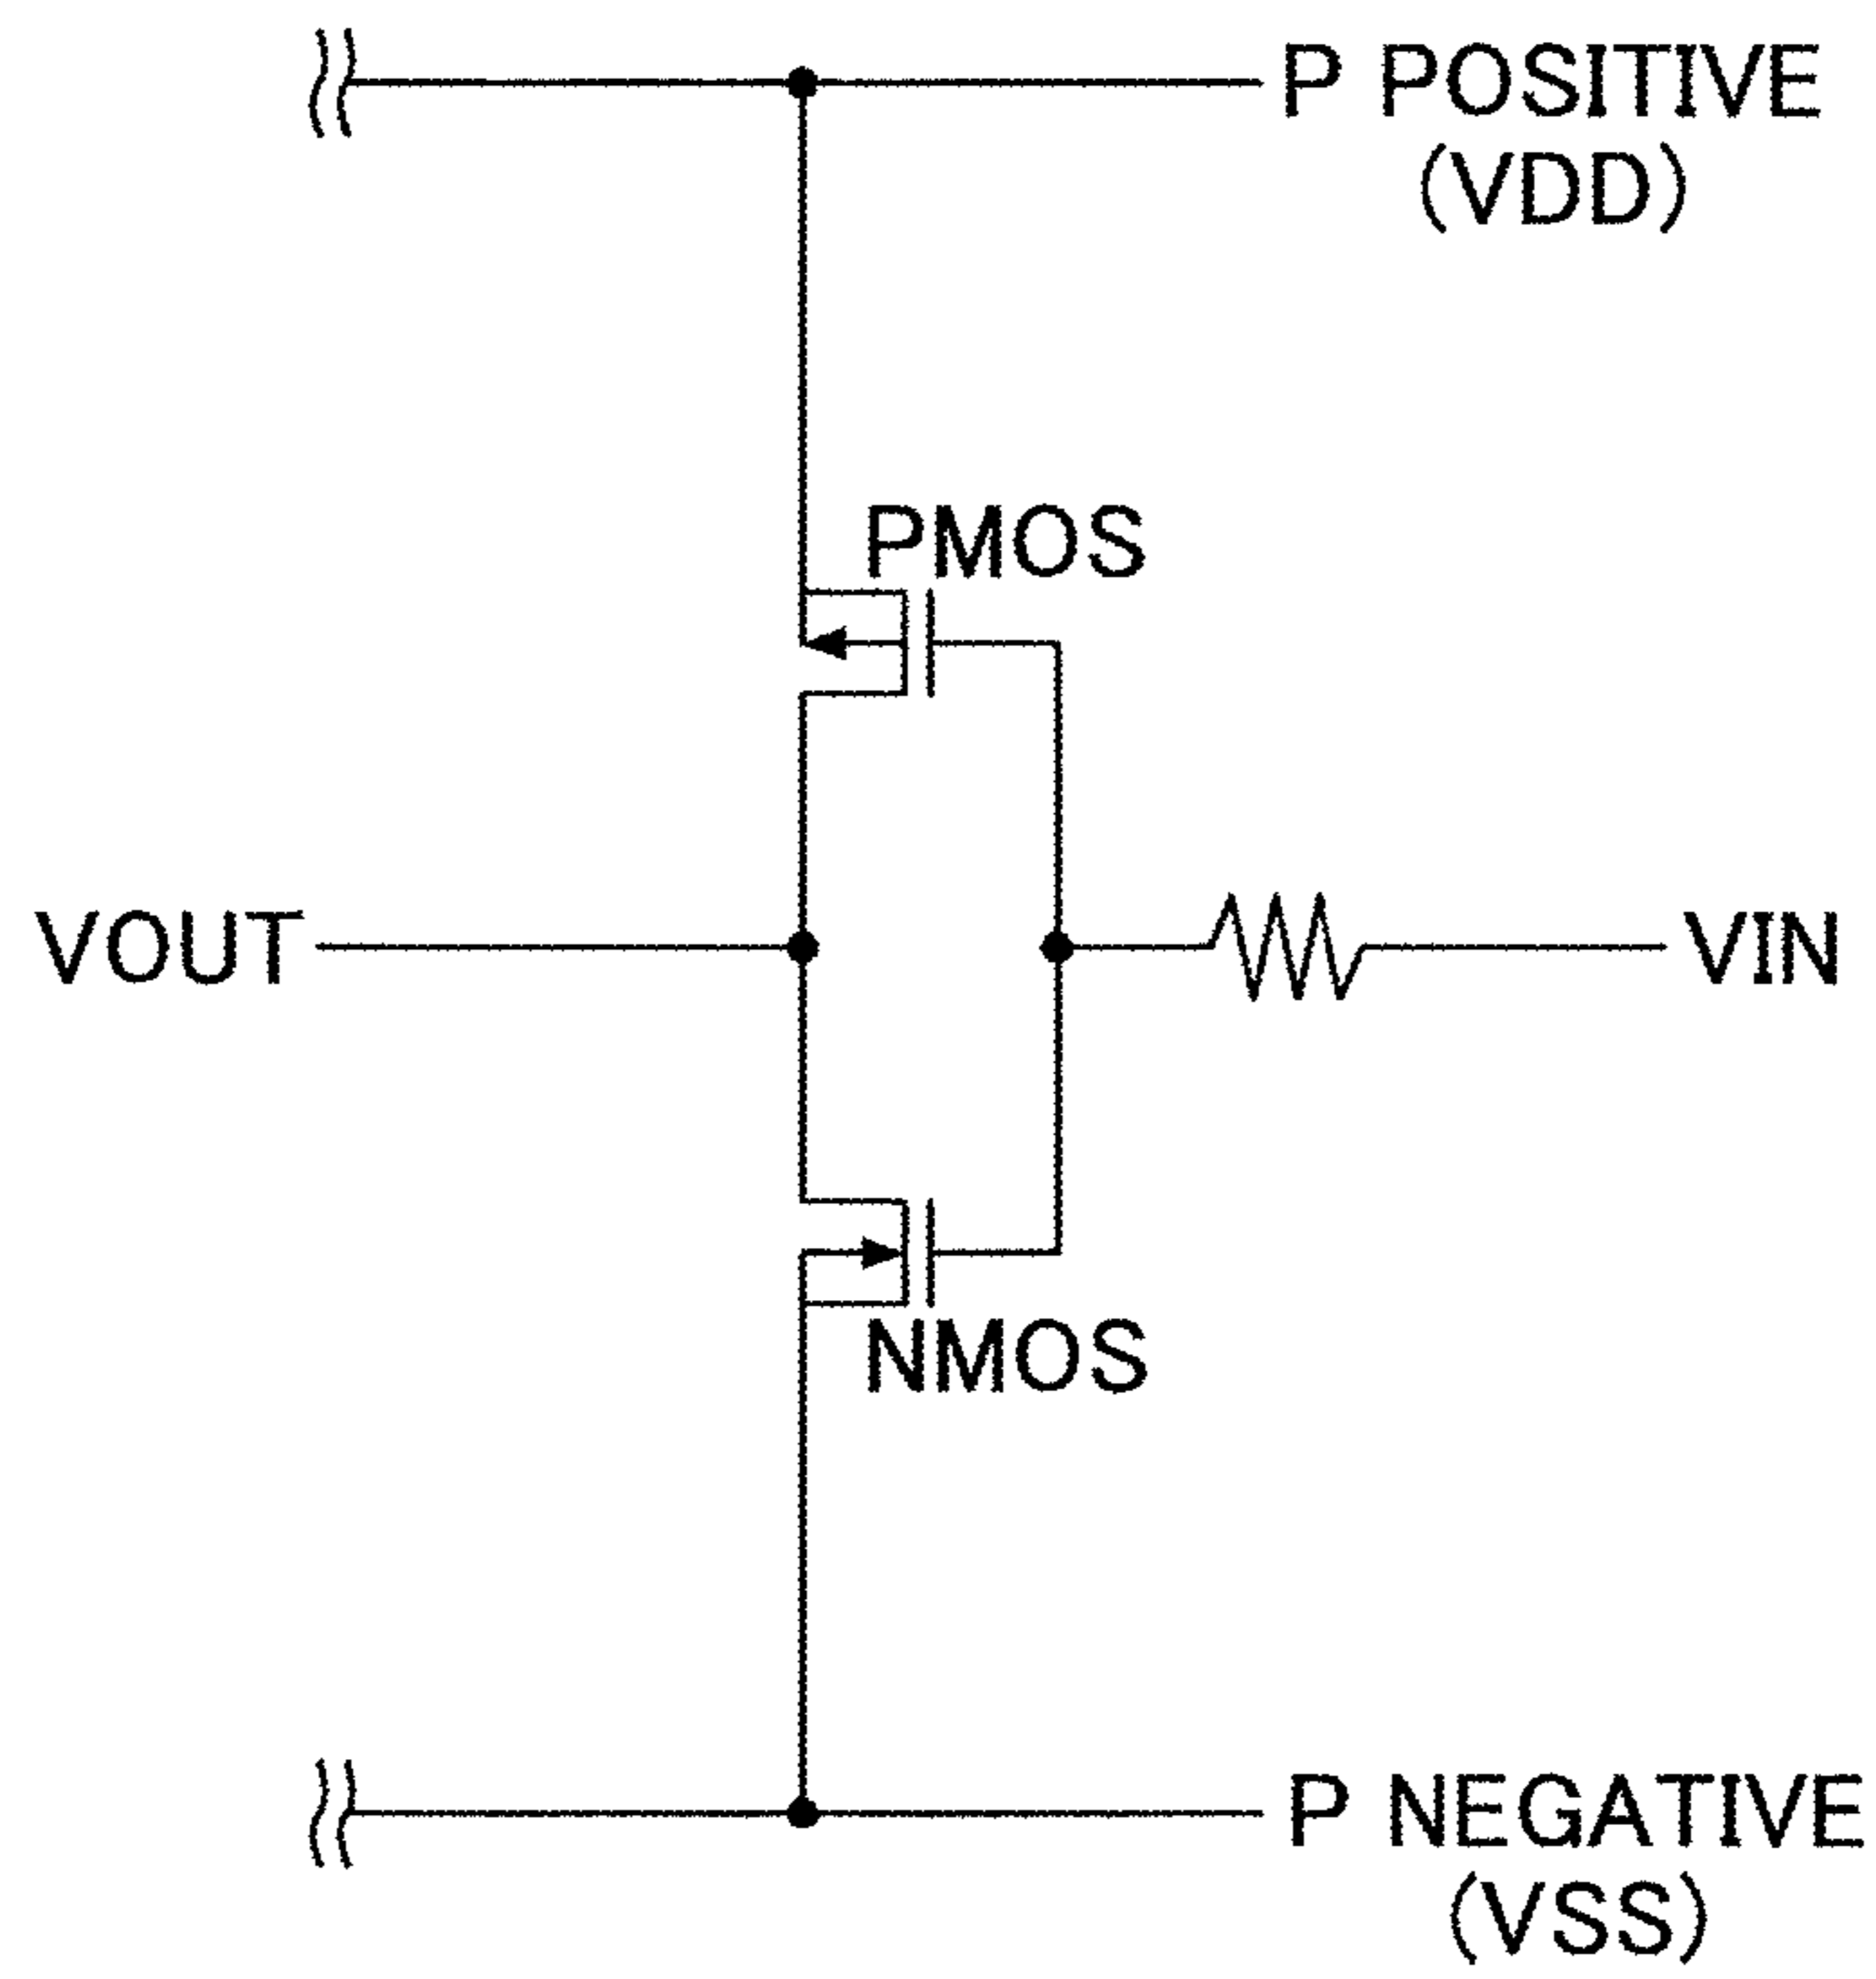 P POSITIVE
(VDD)
PMOS
VOUT
VIN
NMOS
P NEGATIVE
(VSS)